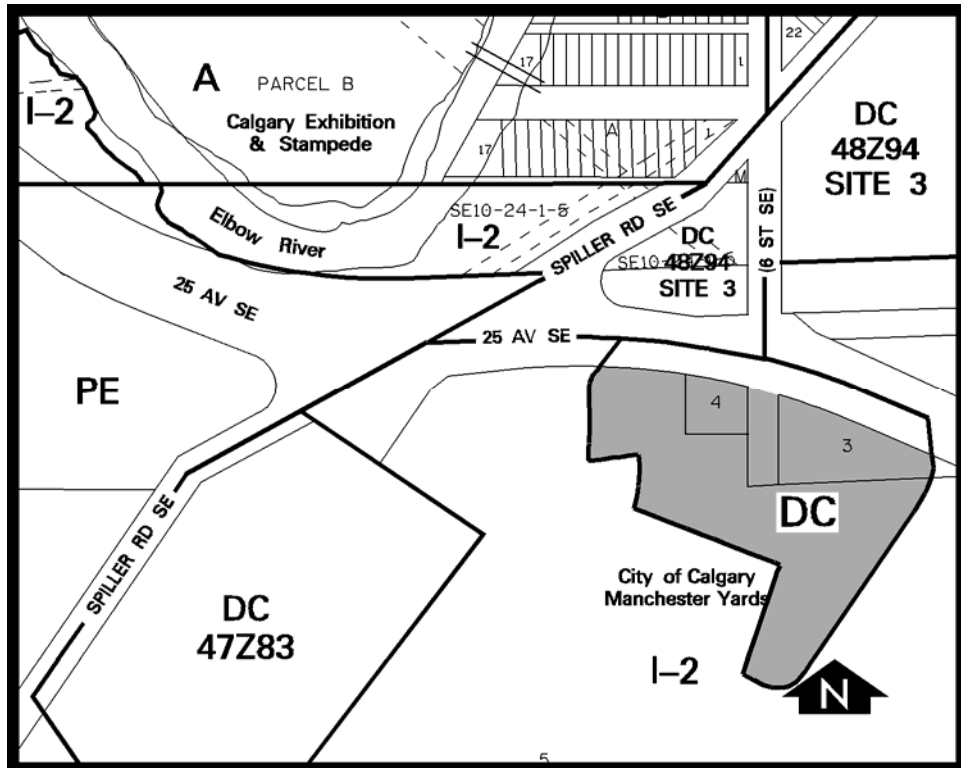 22
17
1
A
PARCEL B
I-2
Calgary Exhibition
& Stampede
DC
48Z94
SITE 3
A
1
17
M
SE10-24-1-5
Elbow River
I-2
SPILLER RD SE
(6 ST SE)
DC
48Z94
SITE 3
25 AV SE
25 AV SE
PE
4
3
DC
SPILLER RD SE
City of Calgary
Manchester Yards
DC
47Z83
I-2
N
5